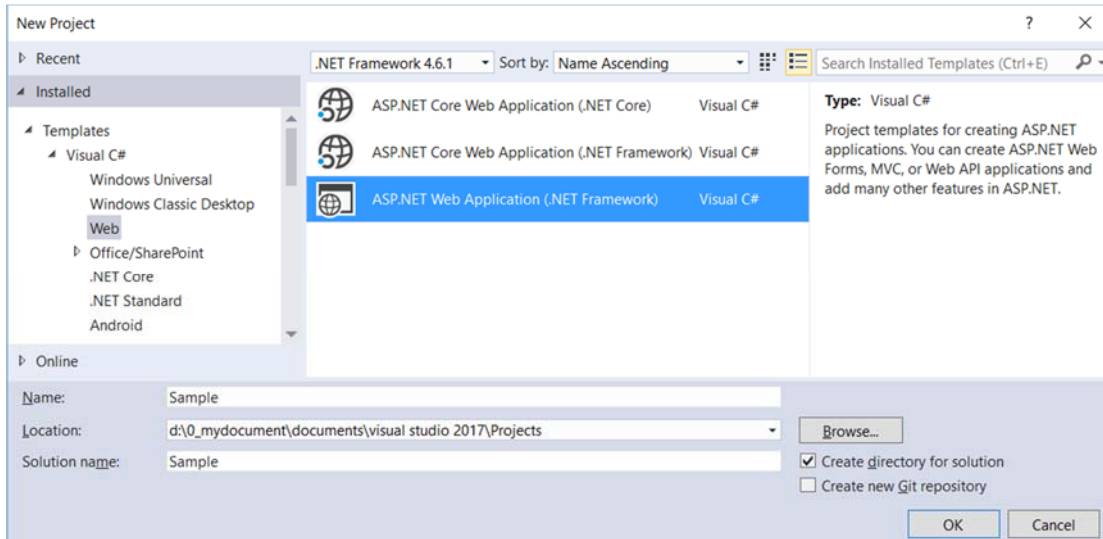 New Project
?
Recent
.NET Framework 4.6.1
Sort by:
Name Ascending
Search Installed Templates (Ctrl+E)
Installed
Templates
Visual C#
Windows Universal
Windows Classic Desktop
Web
Office/SharePoint
.NET Core
.NET Standard
Android
Online
ASP.NET Core Web Application (.NET Core) Visual C#
ASP.NET Core Web Application (.NET Framework) Visual C#
ASP.NET Web Application (.NET Framework) Visual C#
Type: Visual C#
Project templates for creating ASP.NET
applications. You can create ASP.NET Web
Forms, MVC, or Web API applications and
add many other features in ASP.NET.
Name: Sample
Location: d:\0_mydocument\documents\visual studio 2017\Projects
Browse...
Solution name: Sample
Create directory for solution
Create new Git repository
OK
Cancel